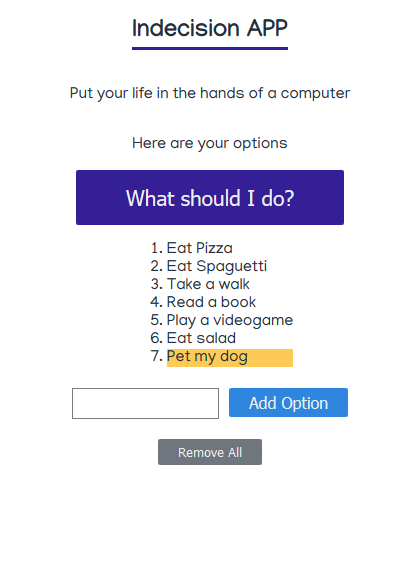 Indecision APP
Put your life in the hands of a computer
Here are your options
What should I do?
1. Eat Pizza
2. Eat Spaguetti
3. Take a walk
4. Read a book
5. Play a videogame
6. Eat salad
7. Pet my dog
Add Option
Remove All